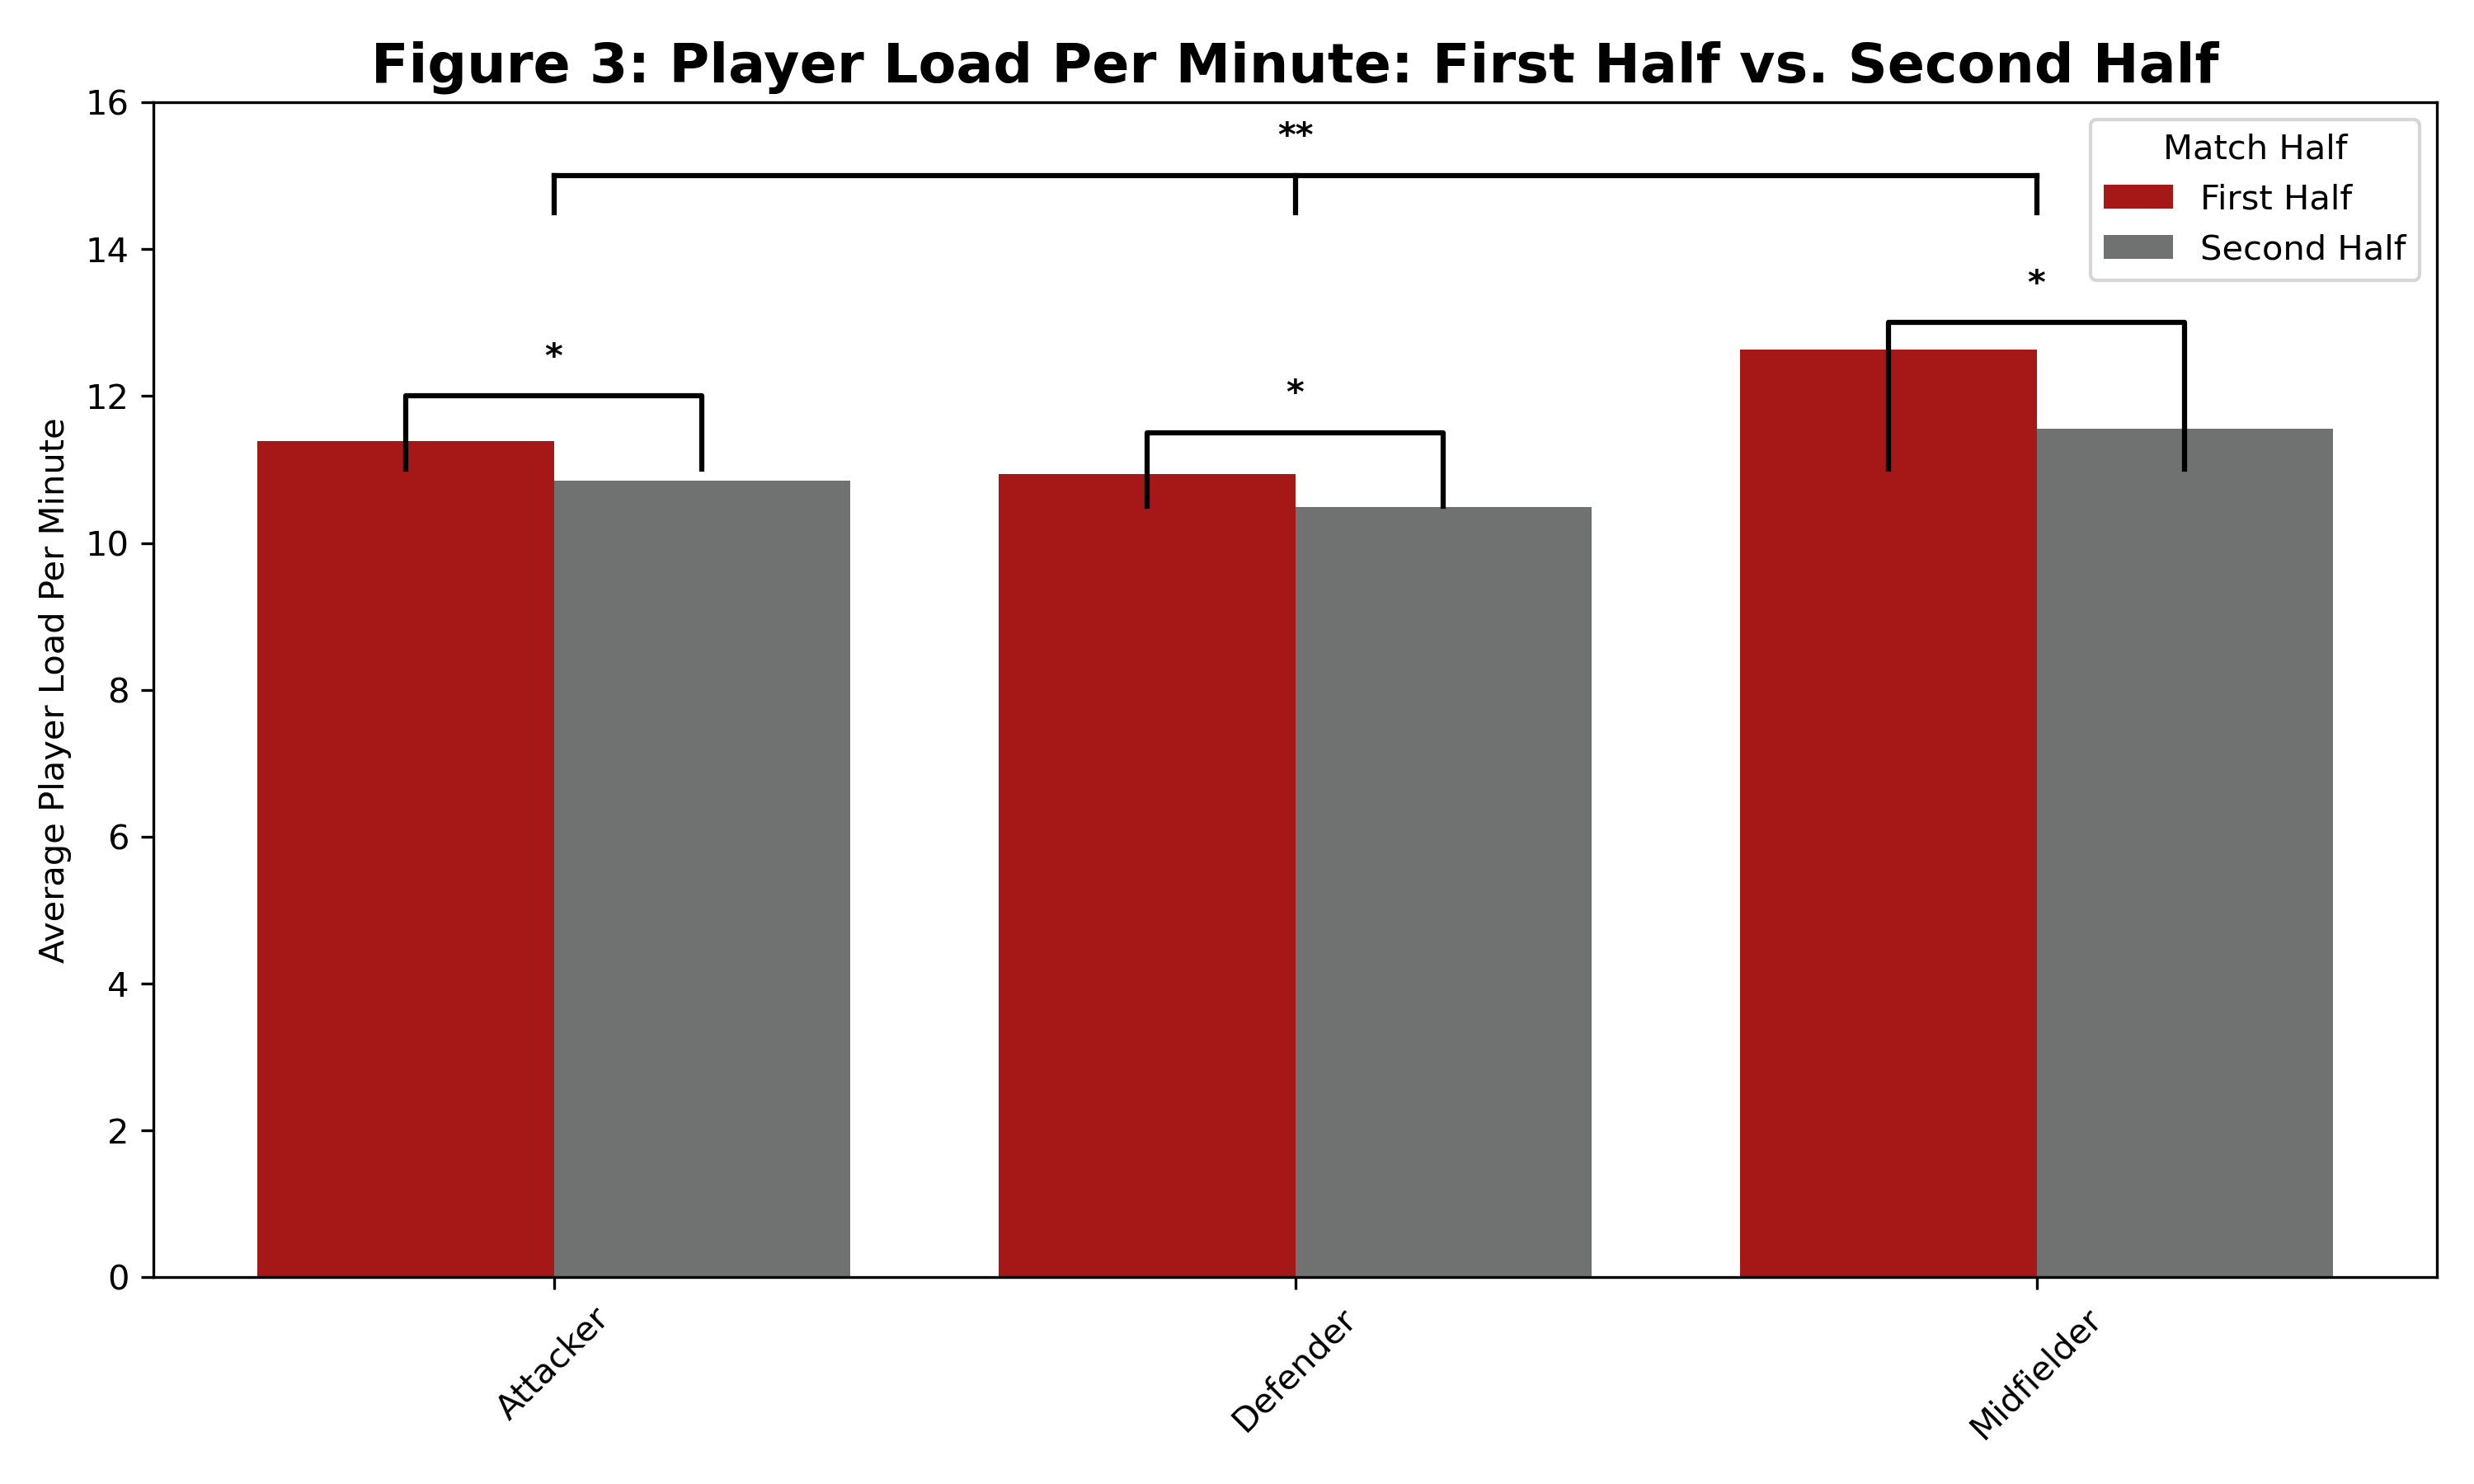 Figure 3: Player Load Per Minute: First Half vs. Second Half
16
14
12
10
8
6
4
2
0
Average Player Load Per Minute
**
*
*
*
Match Half
First Half
Second Half
Attacker
Defender
Midfielder